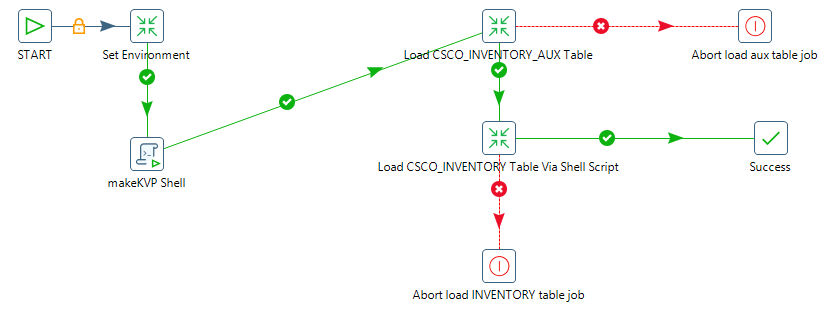 START
Set Environment
Load CSCO_INVENTORY_AUX Table
Abort load aux table job
makeKVP Shell
Load CSCO_INVENTORY Table Via Shell Script
Success
Abort load INVENTORY table job